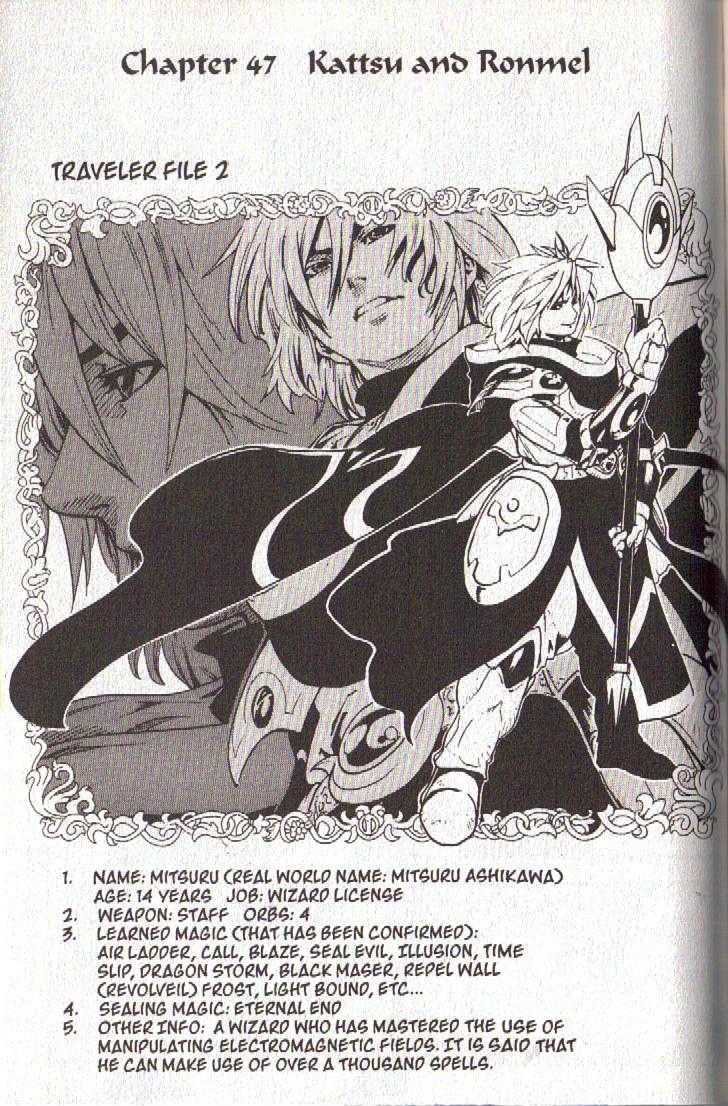 Chapter 47 Kattsu and Ronmel
TRAVELER FILE 2
1. NAME: MITSURU (REAL WORLD NAME: MITSURU ASHIKAWA)
AGE: 14 YEARS JOB: WIZARD LICENSE
2. WEAPON: STAFF ORBS: 4
3. LEARNED MAGIC (THAT HAS BEEN CONFIRMED):
AIR LADDER, CALL, BLAZE, SEAL EVIL, ILLUSION, TIME
SLIP, DRAGON STORM, BLACK MASER, REPEL WALL
(REVOLVEIL) FROST, LIGHT BOUND, ETC...
4. SEALING MAGIC: ETERNAL END
5. OTHER INFO: A WIZARD WHO HAS MASTERED THE USE OF
MANIPULATING ELECTROMAGNETIC FIELDS. IT IS SAID THAT
HE CAN MAKE USE OF OVER A THOUSAND SPELLS.